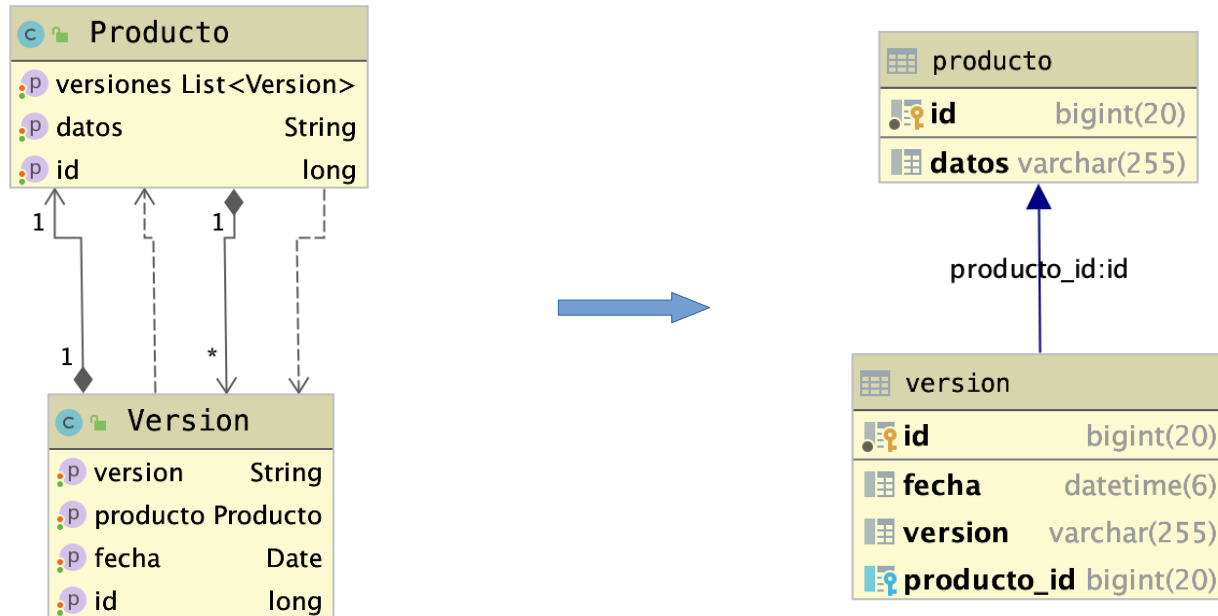 C Producto
p versiones List<Version>
p datos String
p id long
1 1
1 *
C Version
p version String
p producto Producto
p fecha Date
p id long
producto
id bigint(20)
datos varchar(255)
producto_id:id
version
id bigint(20)
fecha datetime(6)
version varchar(255)
producto_id bigint(20)